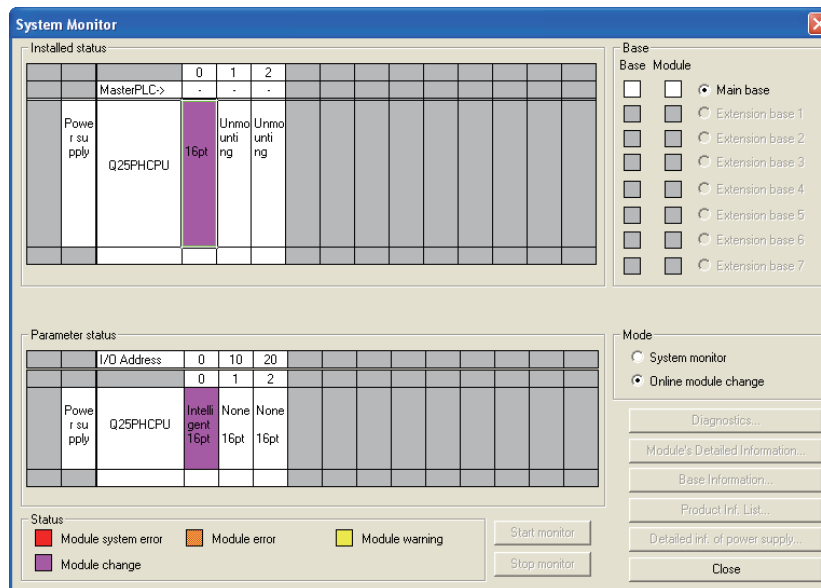 System Monitor
Installed status
0 1 2
MasterPLC-> - - -
Powe
r su
pply
Q25PHCPU
16pt
Unmo
unti
ng
Unmo
unti
ng
Base
Base Module
Main base
Extension base 1
Extension base 2
Extension base 3
Extension base 4
Extension base 5
Extension base 6
Extension base 7
Parameter status
I/O Address 0 10 20
0 1 2
Powe
r su
pply
Q25PHCPU
Intelli
gent
16pt
None
16pt
None
16pt
Mode
System monitor
Online module change
Diagnostics...
Module's Detailed Information...
Base Information...
Product Inf. List...
Detailed inf. of power supply...
Close
Status
Module system error
Module error
Module warning
Module change
Start monitor
Stop monitor